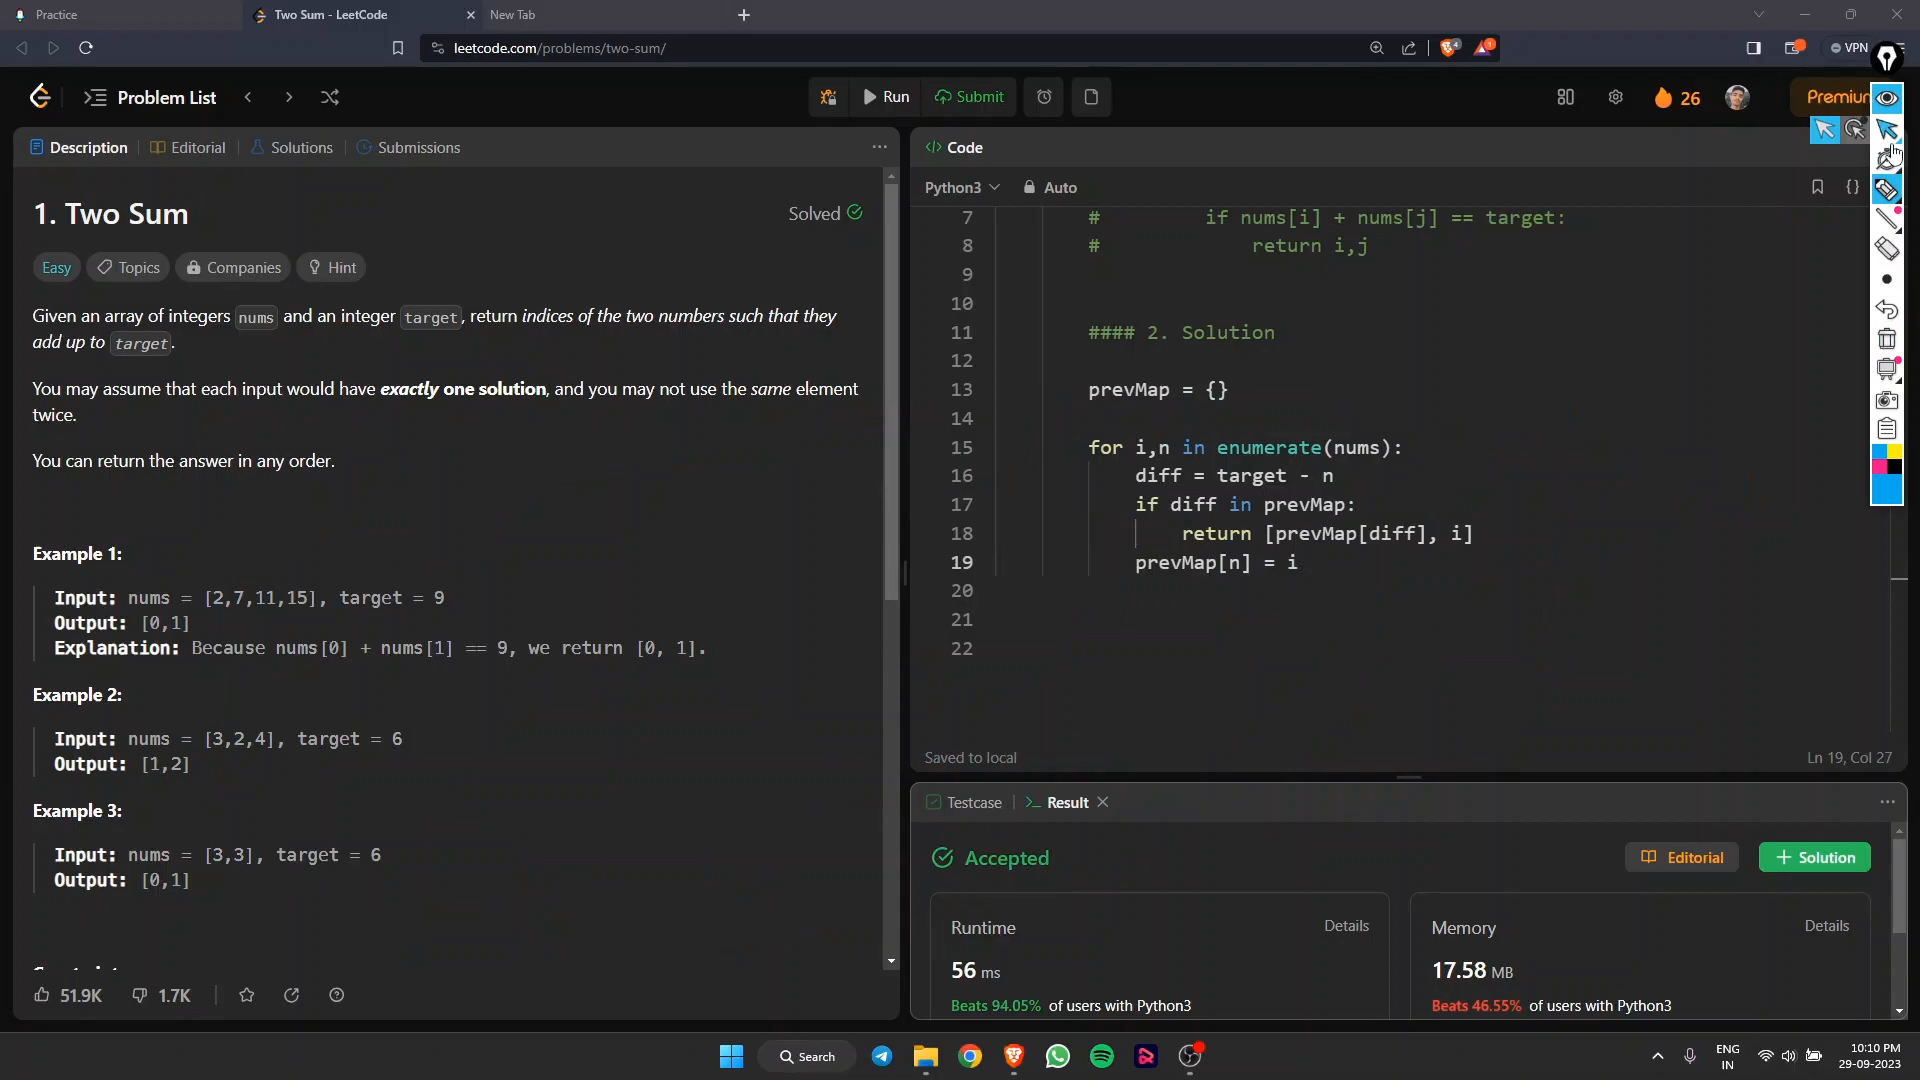 Practice
Two Sum - LeetCode
New Tab
leetcode.com/problems/two-sum/
4
1
VPN
Problem List
Run
Submit
26
Premium
Description
Editorial
Solutions
Submissions
1. Two Sum
Solved
Easy
Topics
Companies
Hint
Given an array of integers nums and an integer target, return indices of the two numbers such that they
add up to target.
You may assume that each input would have exactly one solution, and you may not use the same element
twice.
You can return the answer in any order.
Example 1:
Input: nums = [2,7,11,15], target = 9
Output: [0,1]
Explanation: Because nums[0] + nums[1] == 9, we return [0, 1].
Example 2:
Input: nums = [3,2,4], target = 6
Output: [1,2]
Example 3:
Input: nums = [3,3], target = 6
Output: [0,1]
51.9K
1.7K
</> Code
Python3
Auto
{}
7 # if nums[i] + nums[j] == target:
8 # return i,j
9
10
11 #### 2. Solution
12
13 prevMap = {}
14
15 for i,n in enumerate(nums):
16 diff = target - n
17 if diff in prevMap:
18 return [prevMap[diff], i]
19 prevMap[n] = i
20
21
22
Saved to local
Ln 19, Col 27
Testcase
Result
Accepted
Editorial
+ Solution
Runtime
Details
56 ms
Beats 94.05% of users with Python3
Memory
Details
17.58 MB
Beats 46.55% of users with Python3
Search
ENG
IN
10:10 PM
29-09-2023